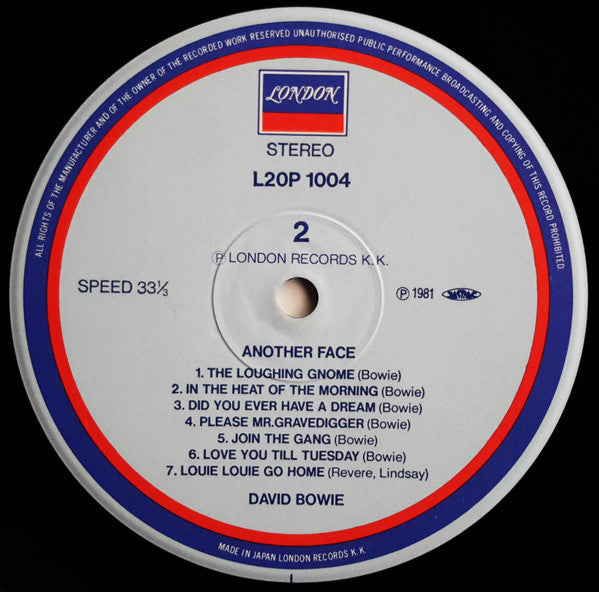 ALL RIGHTS OF THE MANUFACTURER AND OF THE OWNER OF THE RECORDED WORK RESERVED UNAUTHORISED PUBLIC PERFORMANCE BROADCASTING AND COPYING OF THIS RECORD PROHIBITED
LONDON
STEREO
L20P 1004
2
Ⓟ LONDON RECORDS K.K.
SPEED 33⅓
Ⓟ 1981
ANOTHER FACE
1. THE LOUGHING GNOME (Bowie)
2. IN THE HEAT OF THE MORNING (Bowie)
3. DID YOU EVER HAVE A DREAM (Bowie)
4. PLEASE MR.GRAVEDIGGER (Bowie)
5. JOIN THE GANG (Bowie)
6. LOVE YOU TILL TUESDAY (Bowie)
7. LOUIE LOUIE GO HOME (Revere, Lindsay)
DAVID BOWIE
MADE IN JAPAN LONDON RECORDS K.K.